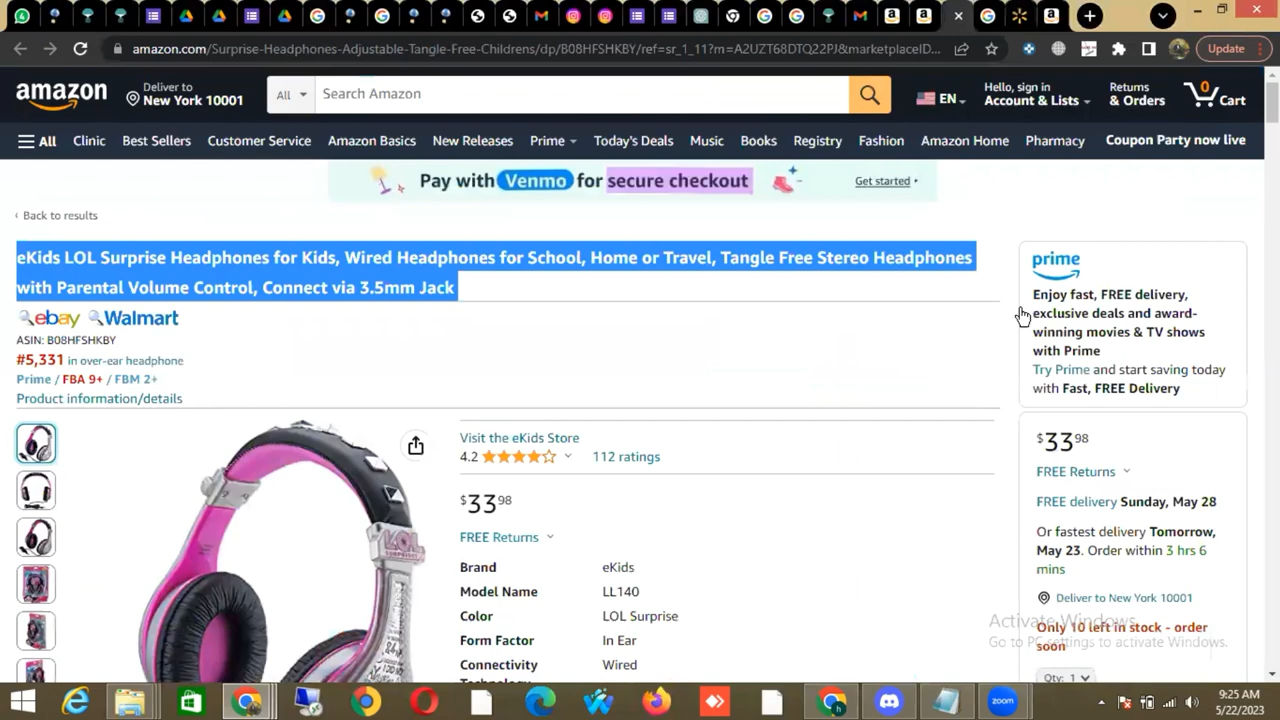 amazon.com/Surprise-Headphones-Adjustable-Tangle-Free-Childrens/dp/B08HFSHKBY/ref=sr_1_11?m=A2UZT68DTQ22PJ&marketplaceID...
Update
amazon
Deliver to
New York 10001
All
Search Amazon
EN
Hello, sign in
Account & Lists
Returns
& Orders
0
Cart
All
Clinic
Best Sellers
Customer Service
Amazon Basics
New Releases
Prime
Today's Deals
Music
Books
Registry
Fashion
Amazon Home
Pharmacy
Coupon Party now live
Pay with Venmo for secure checkout
Get started
‹ Back to results
eKids LOL Surprise Headphones for Kids, Wired Headphones for School, Home or Travel, Tangle Free Stereo Headphones
with Parental Volume Control, Connect via 3.5mm Jack
ebay Walmart
ASIN: B08HFSHKBY
#5,331 in over-ear headphone
Prime / FBA 9+ / FBM 2+
Product information/details
Visit the eKids Store
4.2
112 ratings
$33 98
FREE Returns
Brand eKids
Model Name LL140
Color LOL Surprise
Form Factor In Ear
Connectivity Wired
LOL
SURPRISE!
prime
Enjoy fast, FREE delivery,
exclusive deals and award-
winning movies & TV shows
with Prime
Try Prime and start saving today
with Fast, FREE Delivery
$33 98
FREE Returns
FREE delivery Sunday, May 28
Or fastest delivery Tomorrow,
May 23. Order within 3 hrs 6
mins
Deliver to New York 10001
Only 10 left in stock - order
soon
Qty: 1
Activate Windows
Go to PC settings to activate Windows.
zoom
9:25 AM
5/22/2023